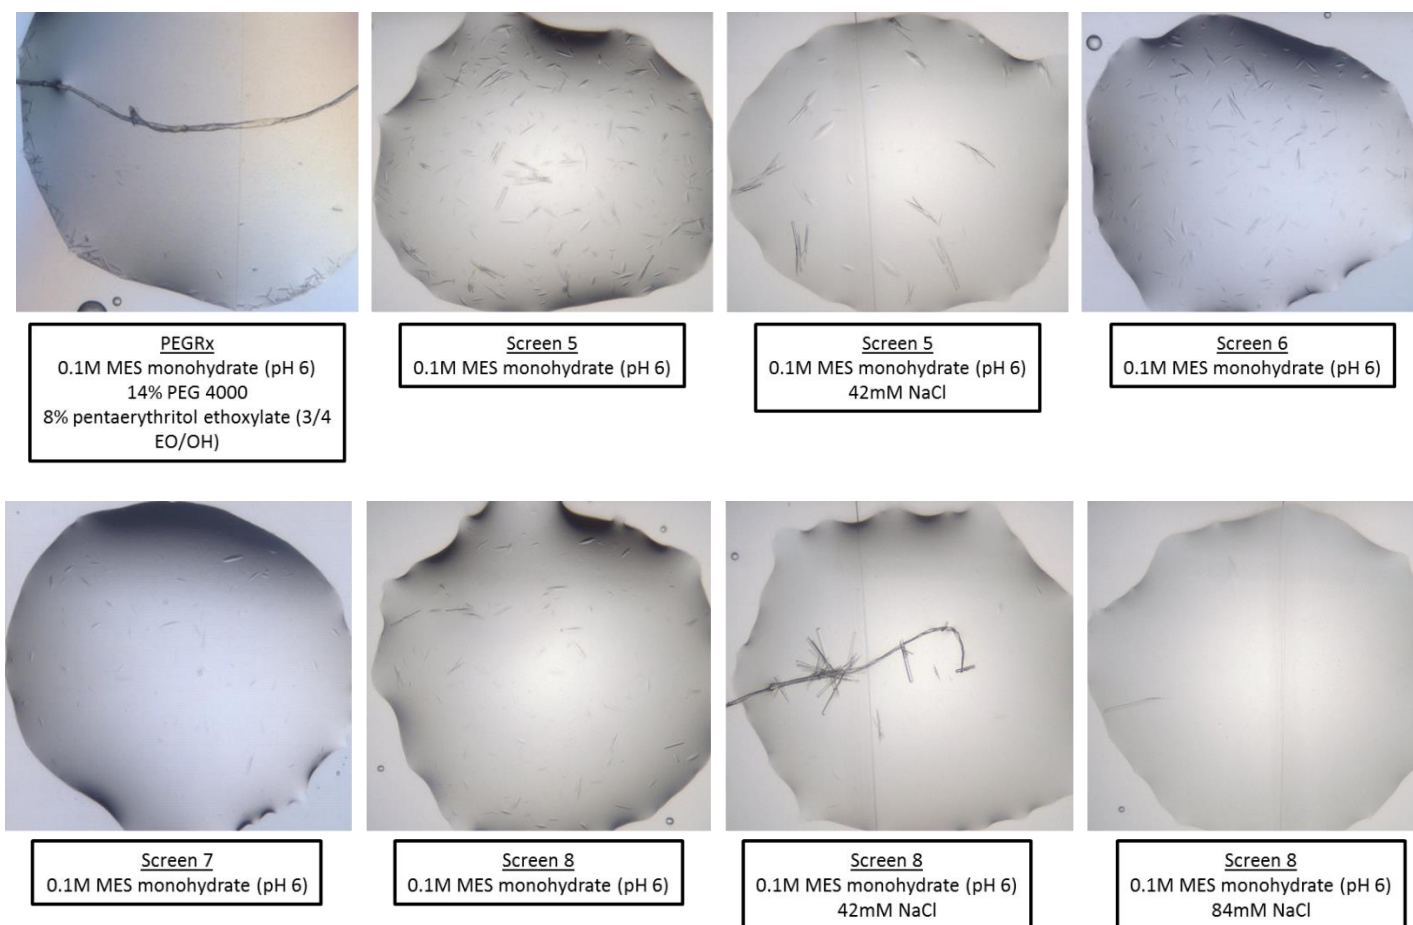 PEGRx
0.1M MES monohydrate (pH 6)
14% PEG 4000
8% pentaerythritol ethoxylate (3/4
EO/OH)
Screen 5
0.1M MES monohydrate (pH 6)
Screen 5
0.1M MES monohydrate (pH 6)
42mM NaCl
Screen 6
0.1M MES monohydrate (pH 6)
Screen 7
0.1M MES monohydrate (pH 6)
Screen 8
0.1M MES monohydrate (pH 6)
Screen 8
0.1M MES monohydrate (pH 6)
42mM NaCl
Screen 8
0.1M MES monohydrate (pH 6)
84mM NaCl